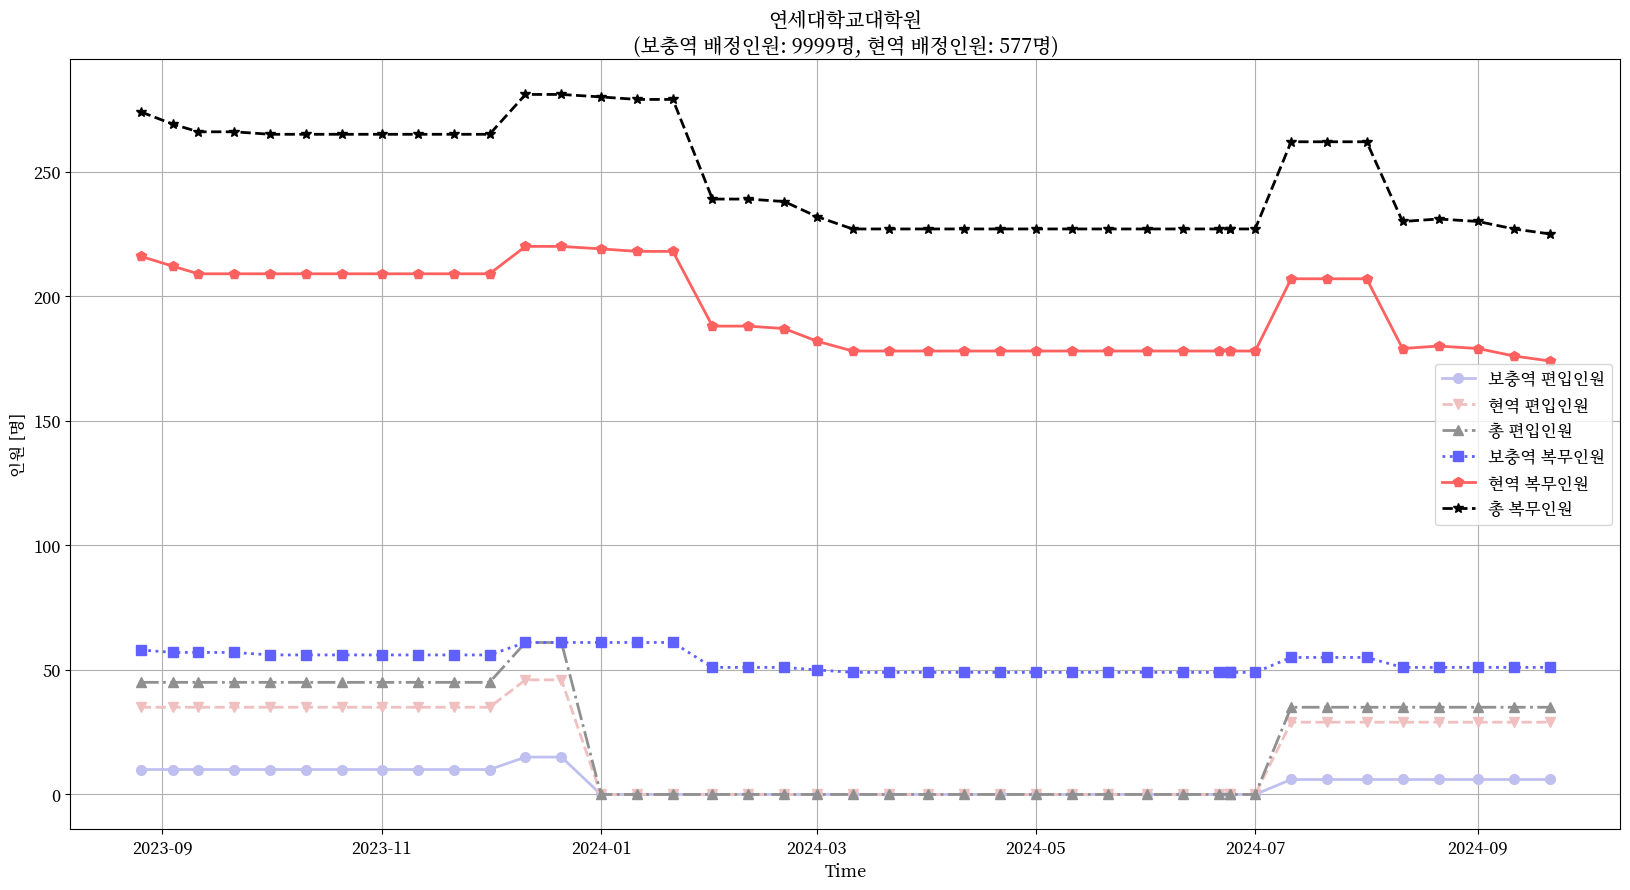 연세대학교대학원
(보충역 배정인원: 9999명, 현역 배정인원: 577명)
인원 [명]
250
200
150
100
50
0
보충역 편입인원
현역 편입인원
총 편입인원
보충역 복무인원
현역 복무인원
총 복무인원
2023-09
2023-11
2024-01
2024-03
2024-05
2024-07
2024-09
Time